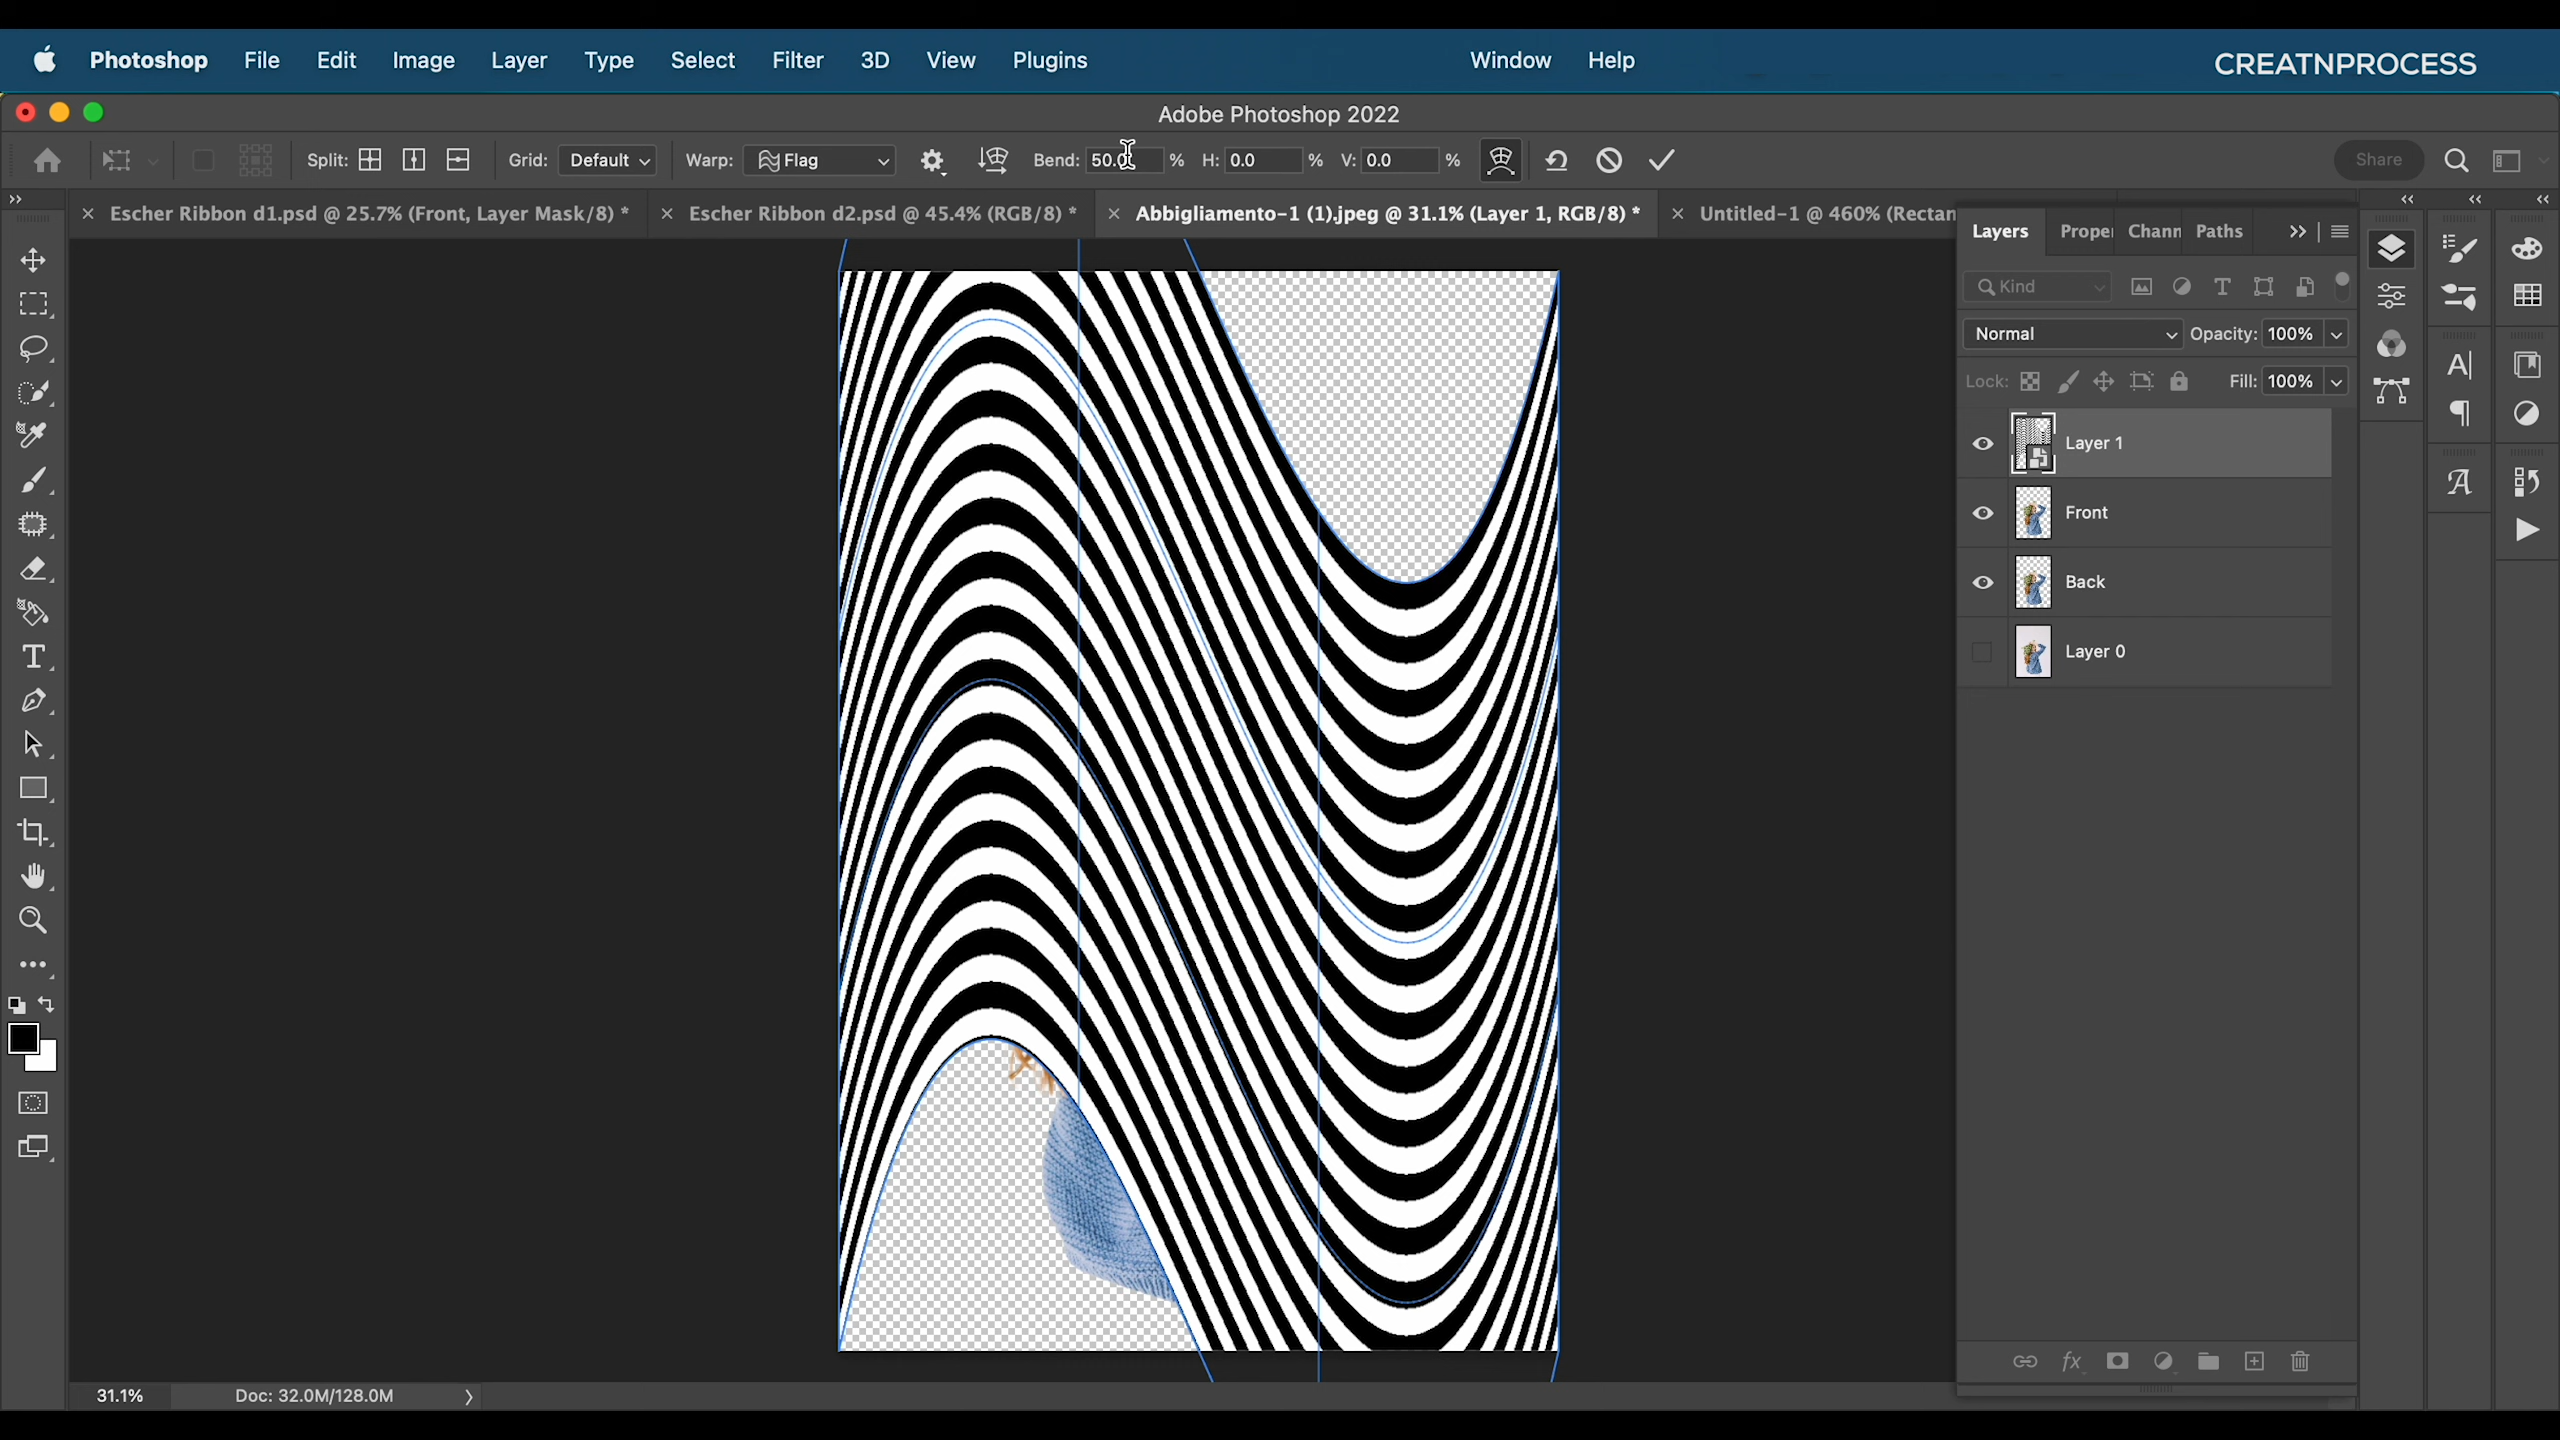 Photoshop File Edit Image Layer Type Select Filter 3D View Plugins Window Help CREATNPROCESS
Adobe Photoshop 2022
Split: Grid: Default Warp: Flag Bend: 50.0 % H: 0.0 % V: 0.0 % Share
Escher Ribbon d1.psd @ 25.7% (Front, Layer Mask/8) * Escher Ribbon d2.psd @ 45.4% (RGB/8) * Abbigliamento-1 (1).jpeg @ 31.1% (Layer 1, RGB/8) * Untitled-1 @ 460% (Rectan
Layers Proper Chann Paths
Kind
Normal Opacity: 100%
Lock: Fill: 100%
Layer 1
Front
Back
Layer 0
fx
31.1% Doc: 32.0M/128.0M